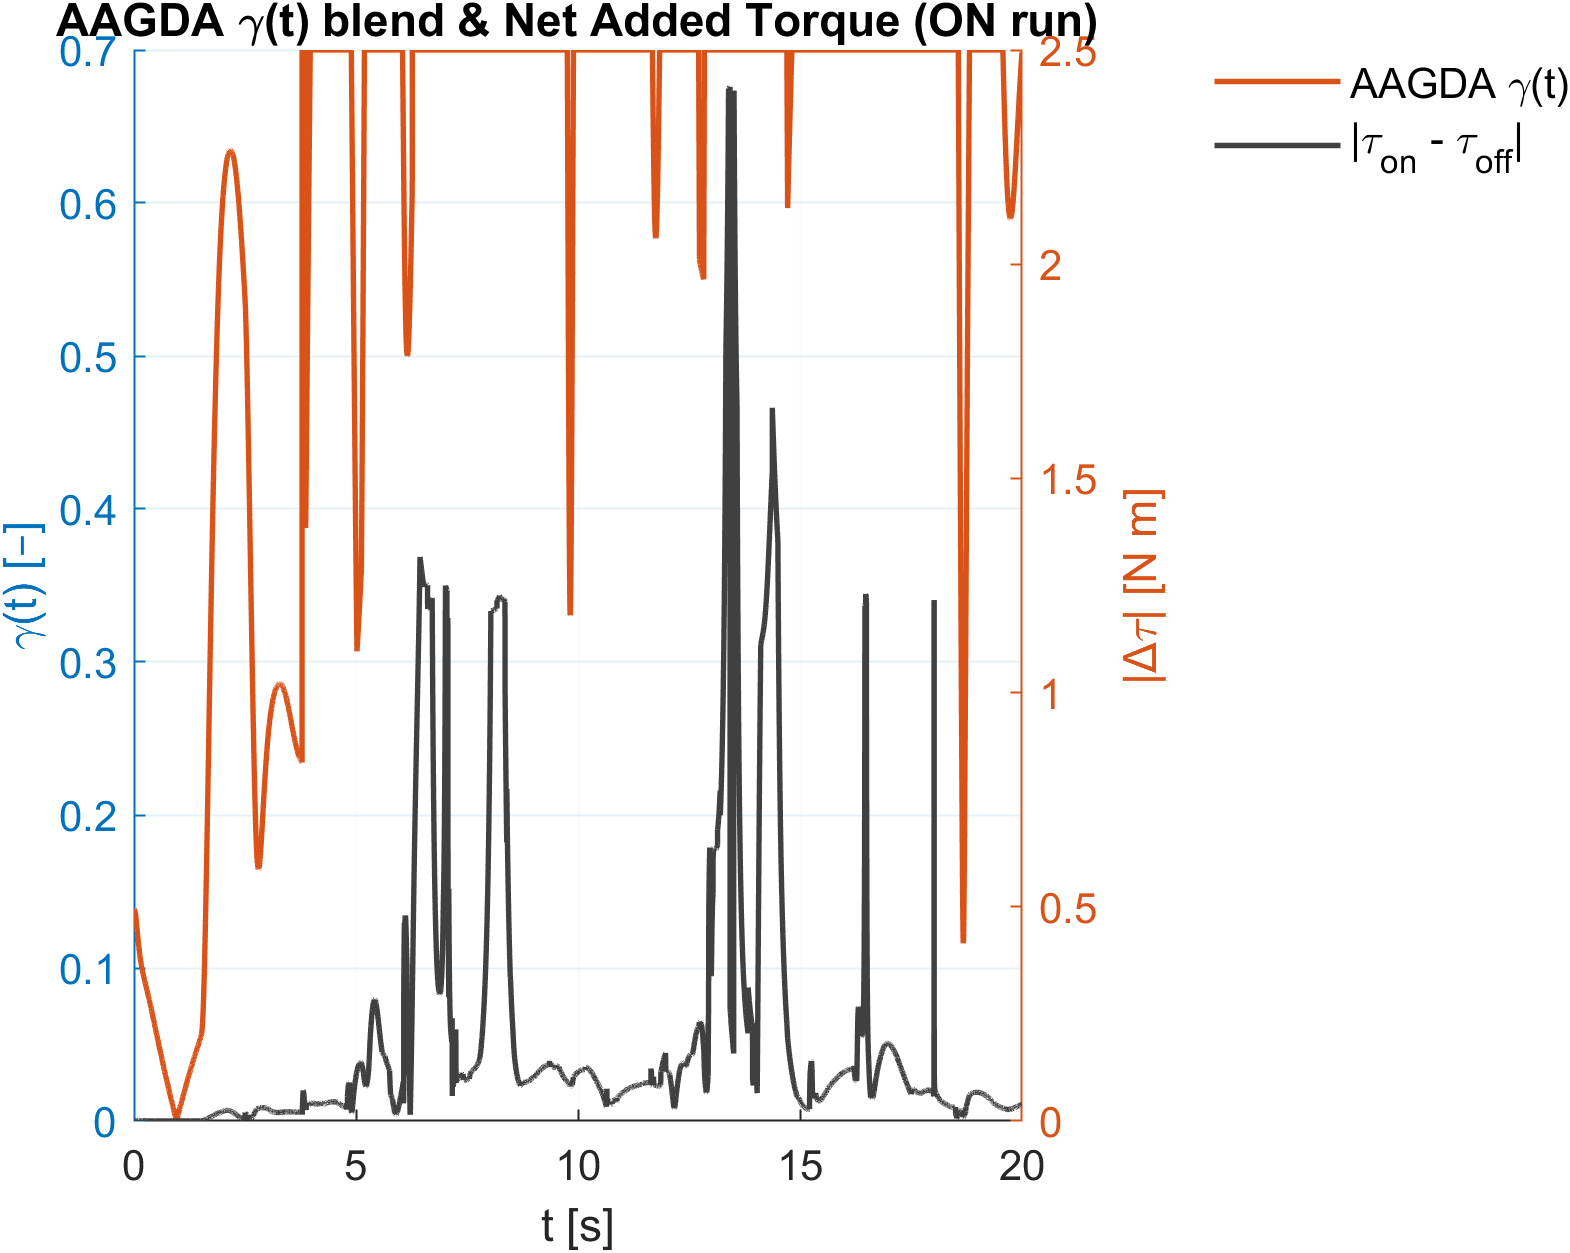 AAGDA γ(t) blend & Net Added Torque (ON run)
AAGDA γ(t)
|τon - τoff|
γ(t) [−]
0.7
0.6
0.5
0.4
0.3
0.2
0.1
0
|Δτ| [N m]
2.5
2
1.5
1
0.5
0
0 5 10 15 20
t [s]